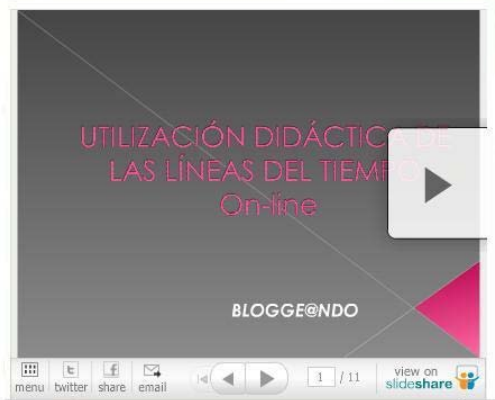 UTILIZACIÓN DIDÁCTICA DE
LAS LÍNEAS DEL TIEMPO
On-line
BLOGGE@NDO
menu twitter share email 1 / 11 view on
slideshare